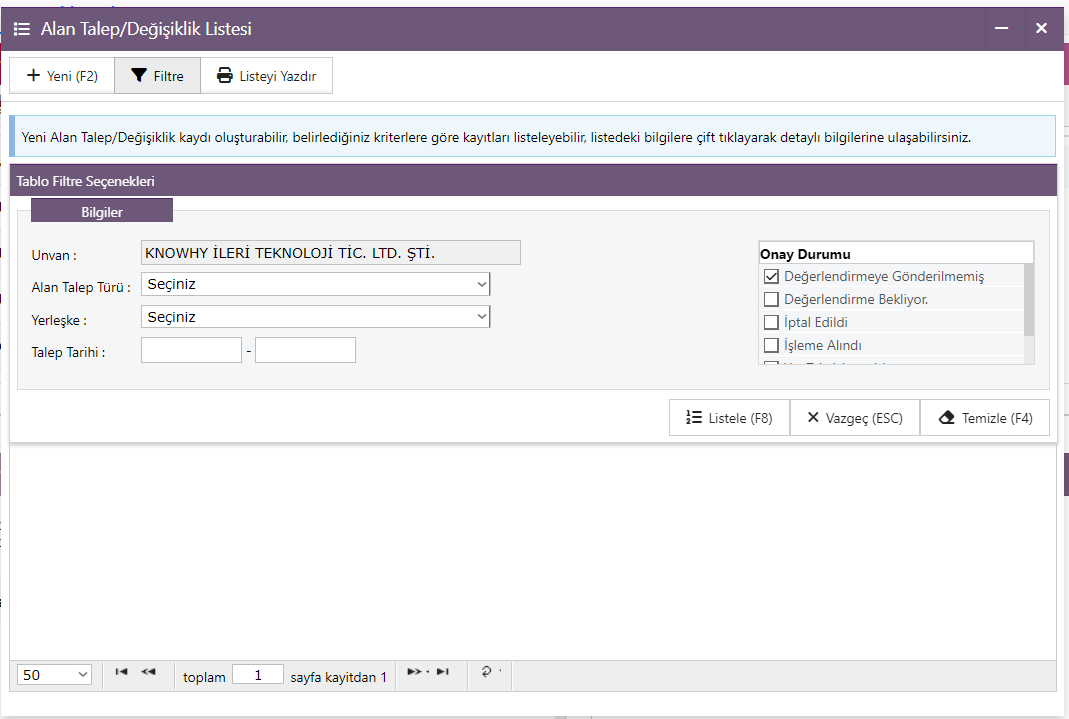 Alan Talep/Değişiklik Listesi
Yeni (F2) Filtre Listeyi Yazdır
Yeni Alan Talep/Değişiklik kaydı oluşturabilir, belirlediğiniz kriterlere göre kayıtları listeleyebilir, listedeki bilgilere çift tıklayarak detaylı bilgilerine ulaşabilirsiniz.
Tablo Filtre Seçenekleri
Bilgiler
Unvan : KNOWHY İLERİ TEKNOLOJİ TİC. LTD. ŞTİ.
Alan Talep Türü : Seçiniz
Yerleşke : Seçiniz
Talep Tarihi : -
Onay Durumu
Değerlendirmeye Gönderilmemiş
Değerlendirme Bekliyor.
İptal Edildi
İşleme Alındı
Listele (F8) Vazgeç (ESC) Temizle (F4)
50 toplam 1 sayfa kayitdan 1